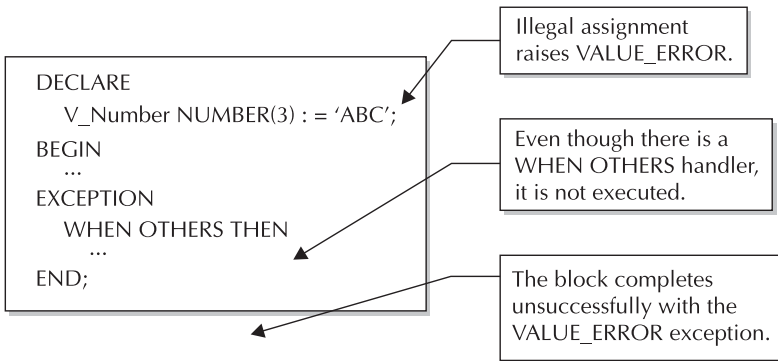 DECLARE
V_Number NUMBER(3) : = ‘ABC’;
BEGIN
...
EXCEPTION
WHEN OTHERS THEN
...
END;
Illegal assignment
raises VALUE_ERROR.
Even though there is a
WHEN OTHERS handler,
it is not executed.
The block completes
unsuccessfully with the
VALUE_ERROR exception.